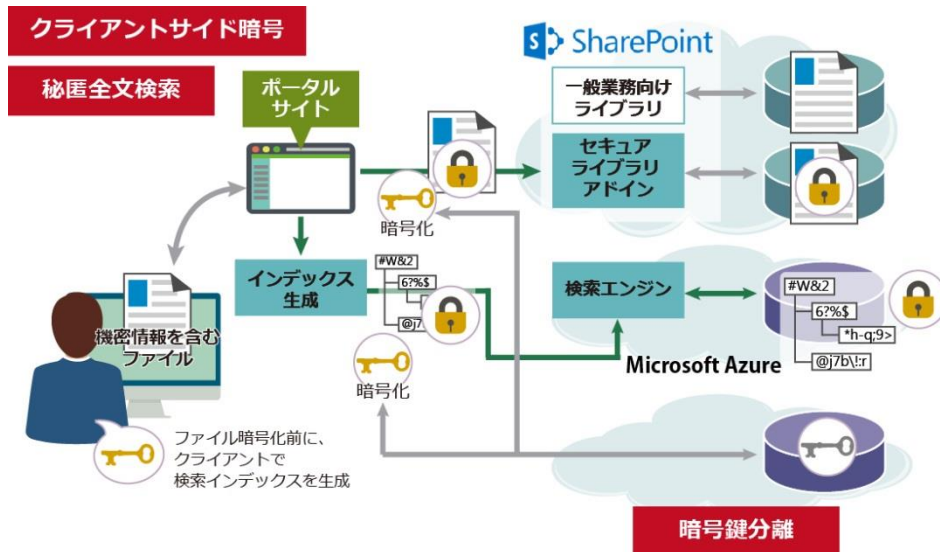 クライアントサイド暗号
秘匿全文検索
ポータル
サイト
S SharePoint
一般業務向け
ライブラリ
セキュア
ライブラリ
アドイン
暗号化
インデックス
生成
#W&2
6?%$
@j7
検索エンジン
#W&2
6?%$
*h-q;9>
@j7b\!:r
Microsoft Azure
機密情報を含む
ファイル
暗号化
ファイル暗号化前に、
クライアントで
検索インデックスを生成
暗号鍵分離